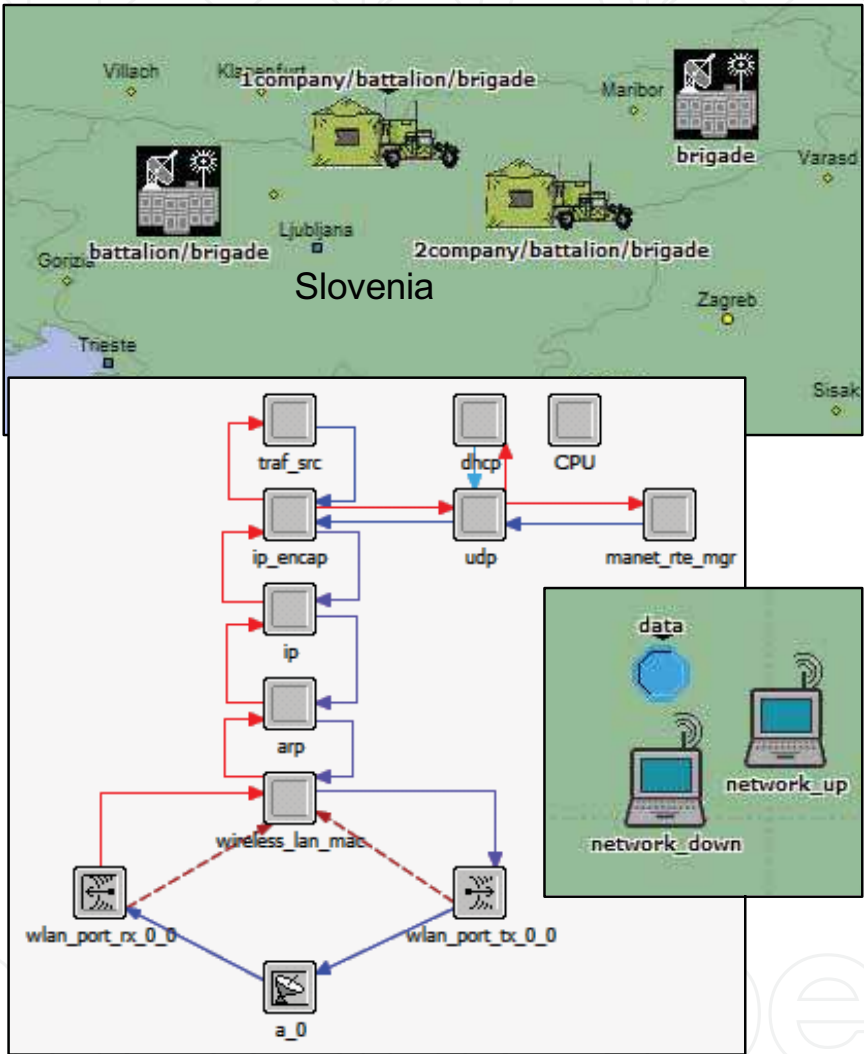 Villach
Klagenfurt
1company/battalion/brigade
Maribor
brigade
Varasd
Ljubljana
Gorizia
battalion/brigade
2company/battalion/brigade
Slovenia
Zagreb
Trieste
Sisak
traf_src
dhcp
CPU
ip_encap
udp
manet_rte_mgr
ip
arp
wireless_lan_mac
wlan_port_rx_0_0
wlan_port_tx_0_0
a_0
data
network_up
network_down